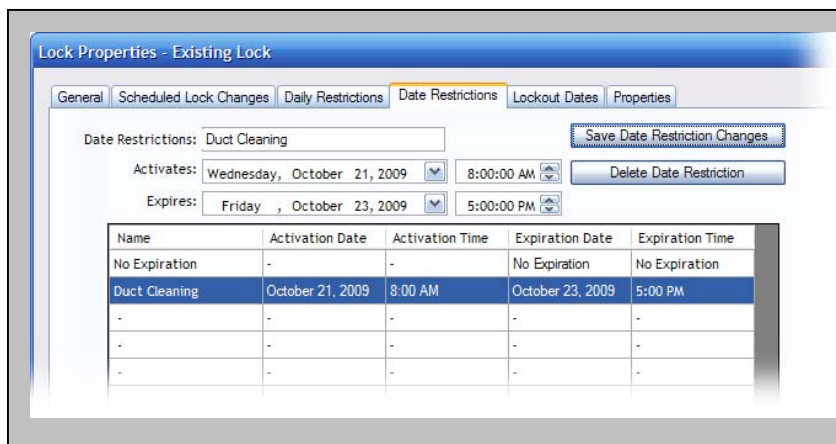 Lock Properties - Existing Lock
General Scheduled Lock Changes Daily Restrictions Date Restrictions Lockout Dates Properties
Date Restrictions: Duct Cleaning Save Date Restriction Changes
Activates: Wednesday, October 21, 2009 8:00:00 AM Delete Date Restriction
Expires: Friday , October 23, 2009 5:00:00 PM
Name Activation Date Activation Time Expiration Date Expiration Time
No Expiration - - No Expiration No Expiration
Duct Cleaning October 21, 2009 8:00 AM October 23, 2009 5:00 PM
- - - - -
- - - - -
- - - - -